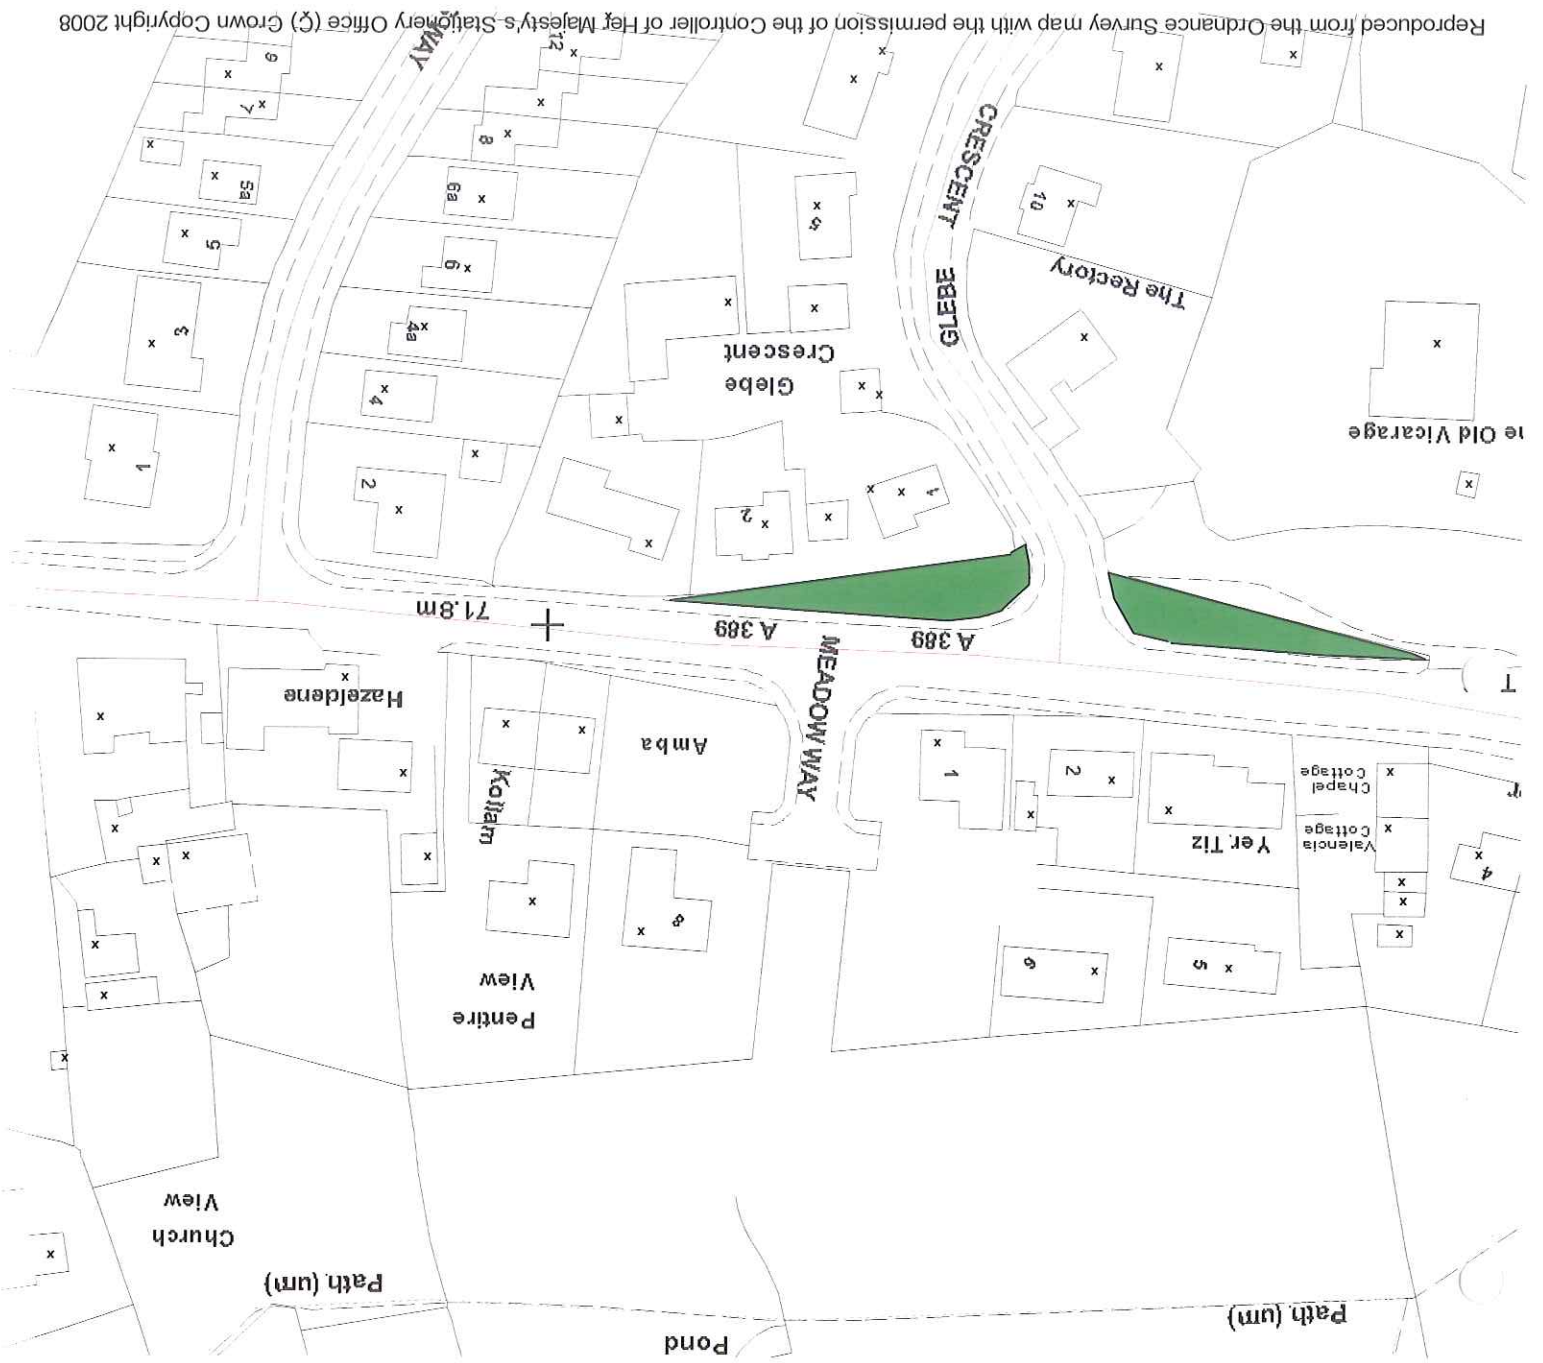 Pond
Path (um)
Path (um)
Church
View
Pentire
View
5
6
8
4
Valencia
Cottage
Chapel
Cottage
Yer Tiz
2
1
MEADOW WAY
Amba
Kollam
Hazeldene
T
A 389
A 389
71.8m
1
2
2
1
ne Old Vicarage
Glebe
Crescent
4
4a
3
The Rectory
GLEBE CRESCENT
10
5
6
6a
5
5a
8
7
9
12
WAY
Reproduced from the Ordnance Survey map with the permission of the Controller of Her Majesty's Stationery Office (C) Crown Copyright 2008